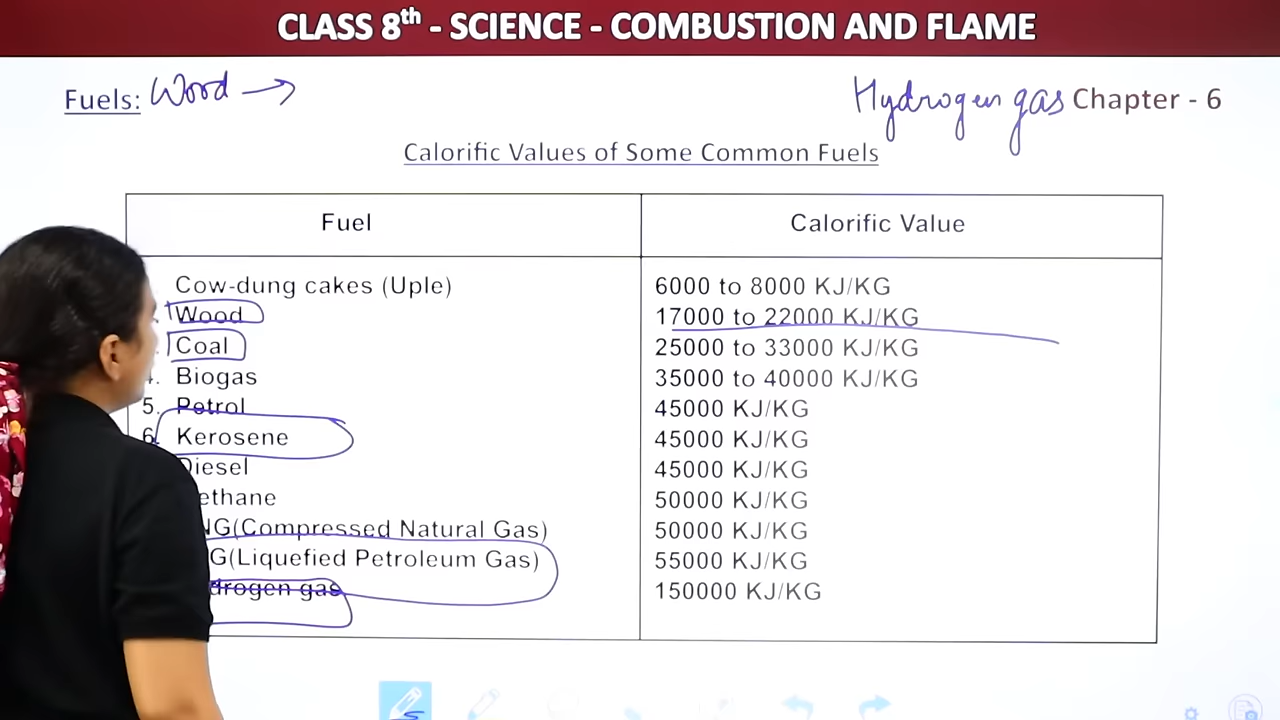 CLASS 8th - SCIENCE - COMBUSTION AND FLAME
Fuels: Wood → Hydrogen gas Chapter - 6
Calorific Values of Some Common Fuels
Fuel Calorific Value
Cow-dung cakes (Uple) 6000 to 8000 KJ/KG
Wood 17000 to 22000 KJ/KG
Coal 25000 to 33000 KJ/KG
4. Biogas 35000 to 40000 KJ/KG
5. Petrol 45000 KJ/KG
6. Kerosene 45000 KJ/KG
Diesel 45000 KJ/KG
ethane 50000 KJ/KG
NG(Compressed Natural Gas) 50000 KJ/KG
G(Liquefied Petroleum Gas) 55000 KJ/KG
drogen gas 150000 KJ/KG